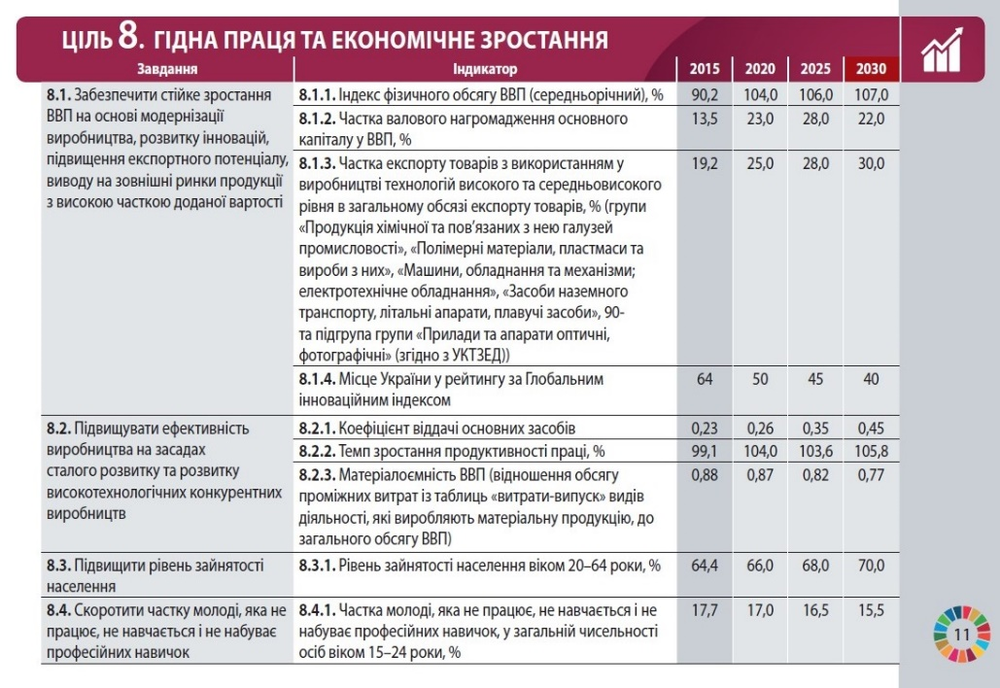 ЦІЛЬ 8. ГІДНА ПРАЦЯ ТА ЕКОНОМІЧНЕ ЗРОСТАННЯ
Завдання Індикатор 2015 2020 2025 2030
8.1. Забезпечити стійке зростання
ВВП на основі модернізації
виробництва, розвитку інновацій,
підвищення експортного потенціалу,
виводу на зовнішні ринки продукції
з високою часткою доданої вартості
8.1.1. Індекс фізичного обсягу ВВП (середньорічний), % 90,2 104,0 106,0 107,0
8.1.2. Частка валового нагромадження основного 13,5 23,0 28,0 22,0
капіталу у ВВП, %
8.1.3. Частка експорту товарів з використанням у 19,2 25,0 28,0 30,0
виробництві технологій високого та середньовисокого
рівня в загальному обсязі експорту товарів, % (групи
«Продукція хімічної та пов’язаних з нею галузей
промисловості», «Полімерні матеріали, пластмаси та
вироби з них», «Машини, обладнання та механізми;
електротехнічне обладнання», «Засоби наземного
транспорту, літальні апарати, плавучі засоби», 90-
та підгрупа групи «Прилади та апарати оптичні,
фотографічні» (згідно з УКТЗЕД))
8.1.4. Місце України у рейтингу за Глобальним 64 50 45 40
інноваційним індексом
8.2. Підвищувати ефективність
виробництва на засадах
сталого розвитку та розвитку
високотехнологічних конкурентних
виробництв
8.2.1. Коефіцієнт віддачі основних засобів 0,23 0,26 0,35 0,45
8.2.2. Темп зростання продуктивності праці, % 99,1 104,0 103,6 105,8
8.2.3. Матеріалоємність ВВП (відношення обсягу 0,88 0,87 0,82 0,77
проміжних витрат із таблиць «витрати-випуск» видів
діяльності, які виробляють матеріальну продукцію, до
загального обсягу ВВП)
8.3. Підвищити рівень зайнятості
населення
8.3.1. Рівень зайнятості населення віком 20–64 роки, % 64,4 66,0 68,0 70,0
8.4. Скоротити частку молоді, яка не
працює, не навчається і не набуває
професійних навичок
8.4.1. Частка молоді, яка не працює, не навчається і не 17,7 17,0 16,5 15,5
набуває професійних навичок, у загальній чисельності
осіб віком 15–24 роки, %
11